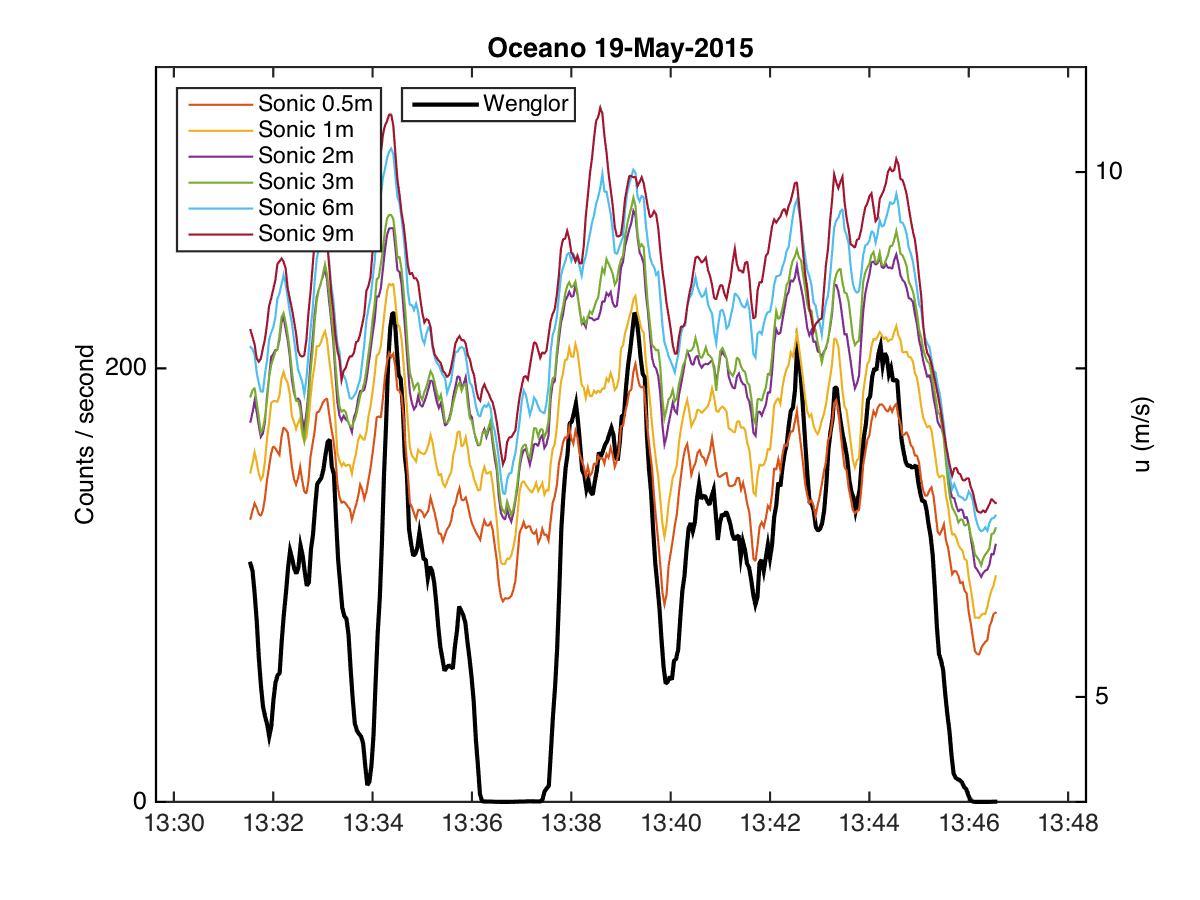 Oceano 19-May-2015
Sonic 0.5m
Sonic 1m
Sonic 2m
Sonic 3m
Sonic 6m
Sonic 9m
Wenglor
Counts / second
200
0
10
5
u (m/s)
13:30 13:32 13:34 13:36 13:38 13:40 13:42 13:44 13:46 13:48